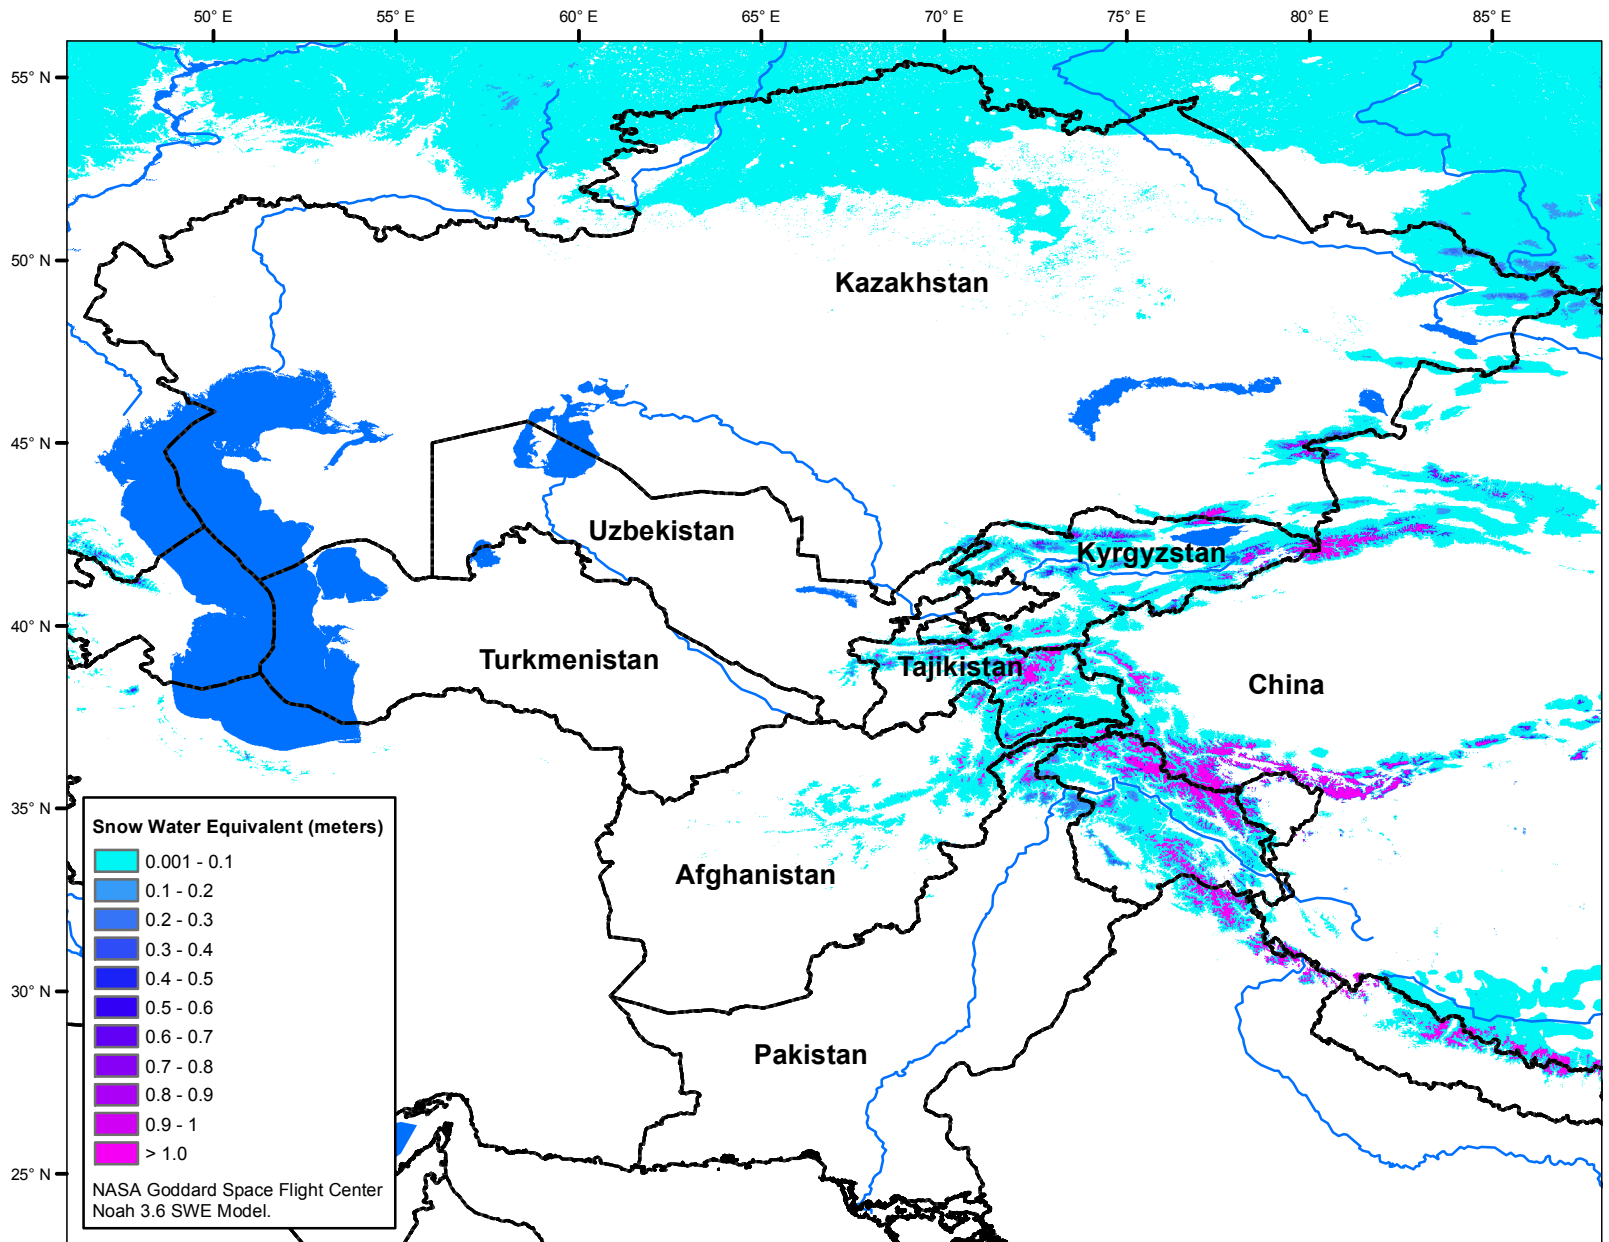 50° E 55° E 60° E 65° E 70° E 75° E 80° E 85° E
55° N
50° N
Kazakhstan
45° N
Uzbekistan
Kyrgyzstan
40° N
Turkmenistan
Tajikistan
China
35° N
Snow Water Equivalent (meters)
0.001 - 0.1
0.1 - 0.2
0.2 - 0.3
0.3 - 0.4
0.4 - 0.5
0.5 - 0.6
0.6 - 0.7
0.7 - 0.8
0.8 - 0.9
0.9 - 1
> 1.0
NASA Goddard Space Flight Center
Noah 3.6 SWE Model.
Afghanistan
30° N
Pakistan
25° N